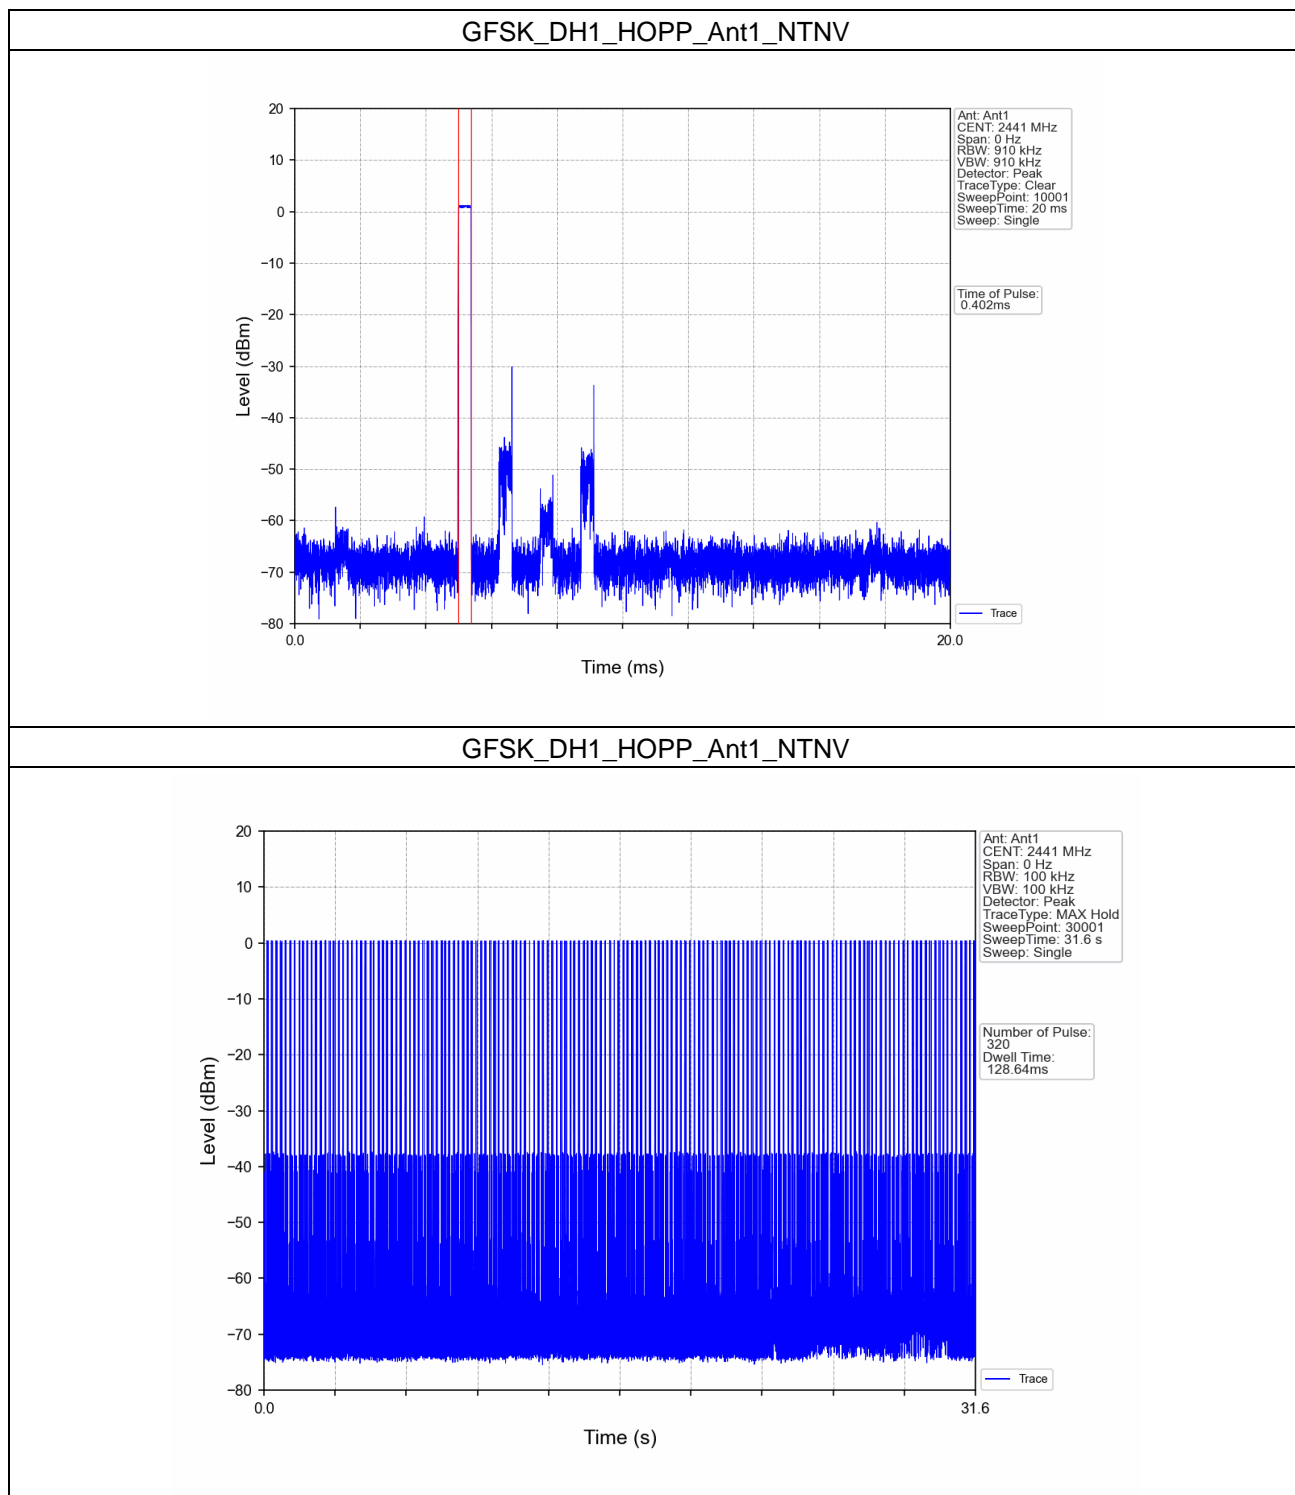 GFSK_DH1_HOPP_Ant1_NTNV
20
10
0
−10
−20
−30
−40
−50
−60
−70
−80
Level (dBm)
0.0
20.0
Time (ms)
Ant: Ant1
CENT: 2441 MHz
Span: 0 Hz
RBW: 910 kHz
VBW: 910 kHz
Detector: Peak
TraceType: Clear
SweepPoint: 10001
SweepTime: 20 ms
Sweep: Single
Time of Pulse:
0.402ms
Trace
GFSK_DH1_HOPP_Ant1_NTNV
20
10
0
−10
−20
−30
−40
−50
−60
−70
−80
Level (dBm)
0.0
31.6
Time (s)
Ant: Ant1
CENT: 2441 MHz
Span: 0 Hz
RBW: 100 kHz
VBW: 100 kHz
Detector: Peak
TraceType: MAX Hold
SweepPoint: 30001
SweepTime: 31.6 s
Sweep: Single
Number of Pulse:
320
Dwell Time:
128.64ms
Trace